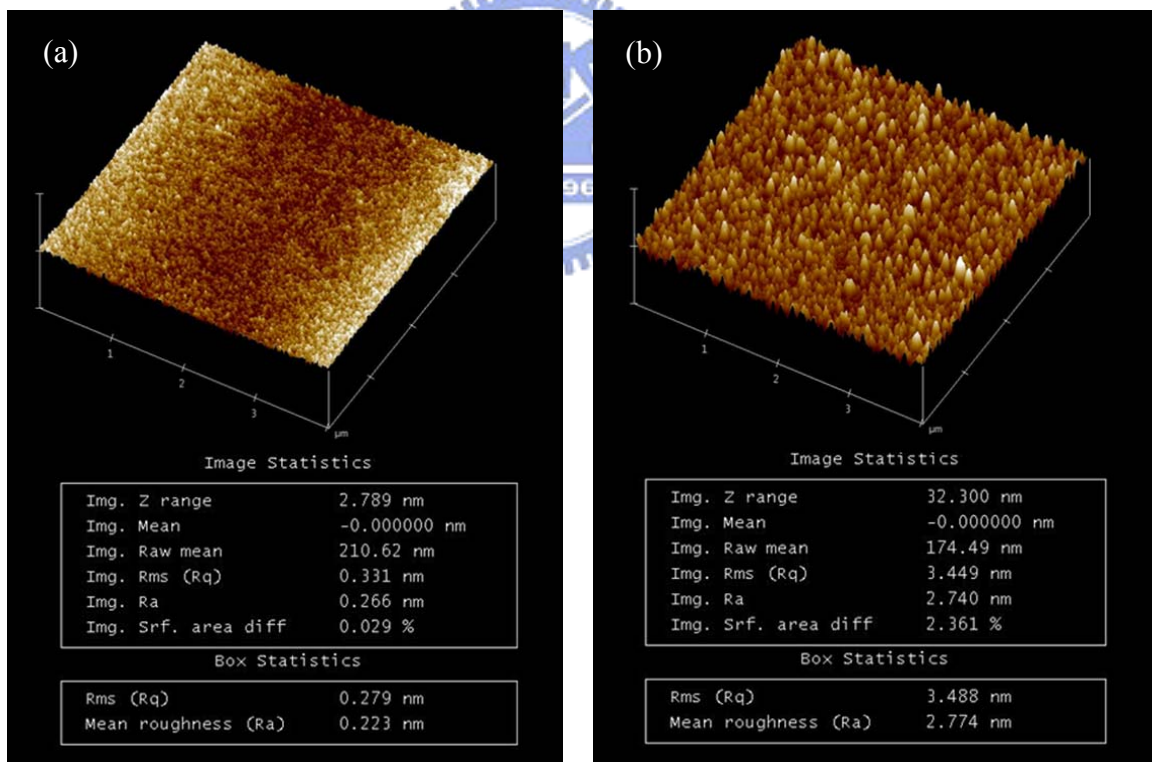 (a)
1
2
3
µm
Image Statistics
Img. Z range 2.789 nm
Img. Mean -0.000000 nm
Img. Raw mean 210.62 nm
Img. Rms (Rq) 0.331 nm
Img. Ra 0.266 nm
Img. Srf. area diff 0.029 %
Box Statistics
Rms (Rq) 0.279 nm
Mean roughness (Ra) 0.223 nm
(b)
1
2
3
µm
Image Statistics
Img. Z range 32.300 nm
Img. Mean -0.000000 nm
Img. Raw mean 174.49 nm
Img. Rms (Rq) 3.449 nm
Img. Ra 2.740 nm
Img. Srf. area diff 2.361 %
Box Statistics
Rms (Rq) 3.488 nm
Mean roughness (Ra) 2.774 nm